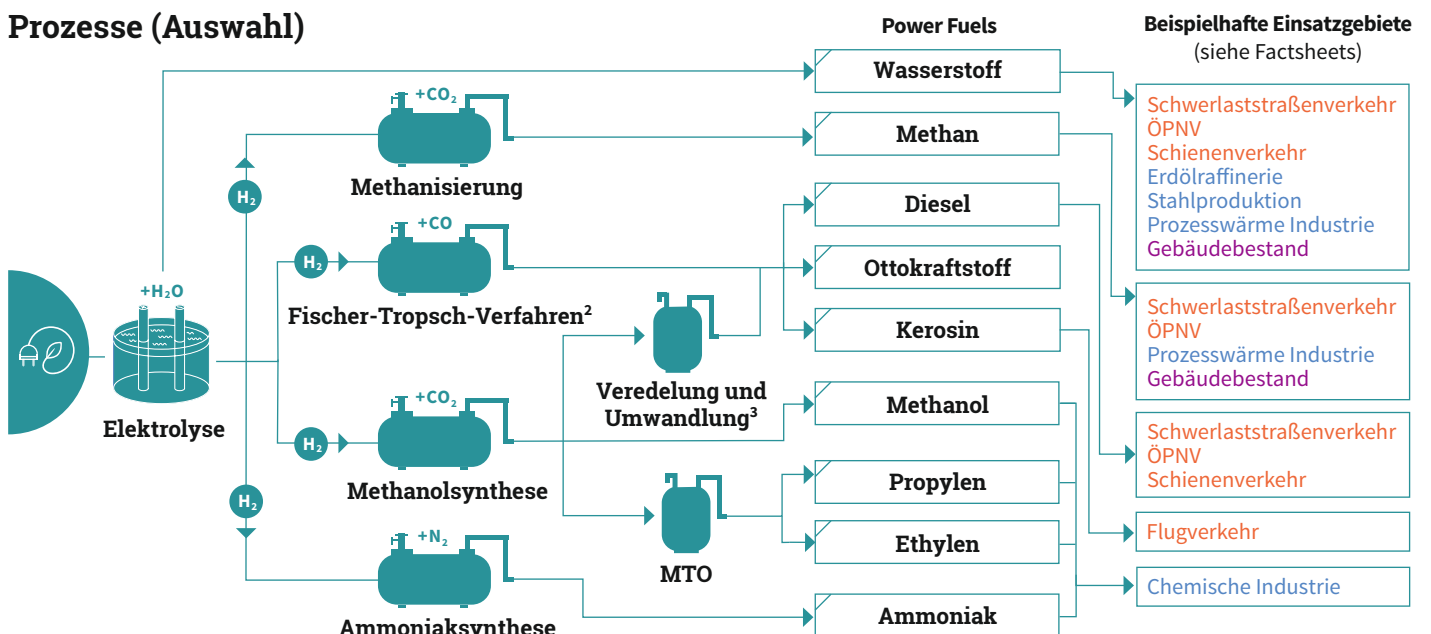 Prozesse (Auswahl)
Power Fuels
Beispielhafte Einsatzgebiete
(siehe Factsheets)
+H₂O
Elektrolyse
H₂
+CO₂
Methanisierung
H₂
+CO
Fischer-Tropsch-Verfahren²
H₂
+CO₂
Methanolsynthese
H₂
+N₂
Ammoniaksynthese
Veredelung und
Umwandlung³
MTO
Wasserstoff
Methan
Diesel
Ottokraftstoff
Kerosin
Methanol
Propylen
Ethylen
Ammoniak
Schwerlaststraßenverkehr
ÖPNV
Schienenverkehr
Erdölraffinerie
Stahlproduktion
Prozesswärme Industrie
Gebäudebestand
Schwerlaststraßenverkehr
ÖPNV
Prozesswärme Industrie
Gebäudebestand
Schwerlaststraßenverkehr
ÖPNV
Schienenverkehr
Flugverkehr
Chemische Industrie